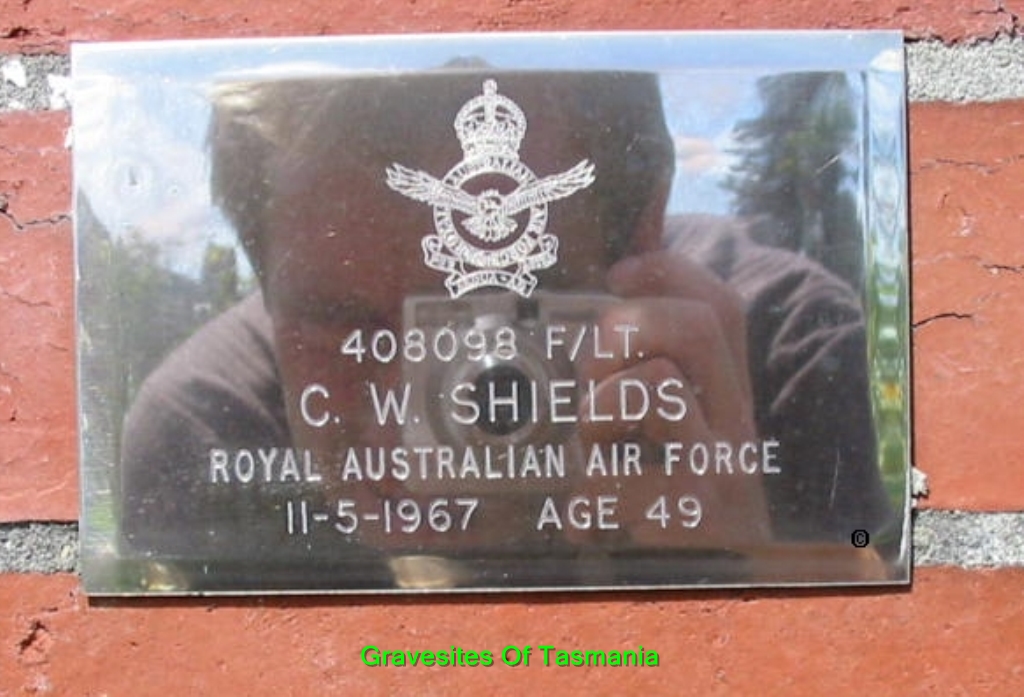 408098 F/LT.
C. W. SHIELDS
ROYAL AUSTRALIAN AIR FORCE
11-5-1967 AGE 49
©
Gravesites Of Tasmania